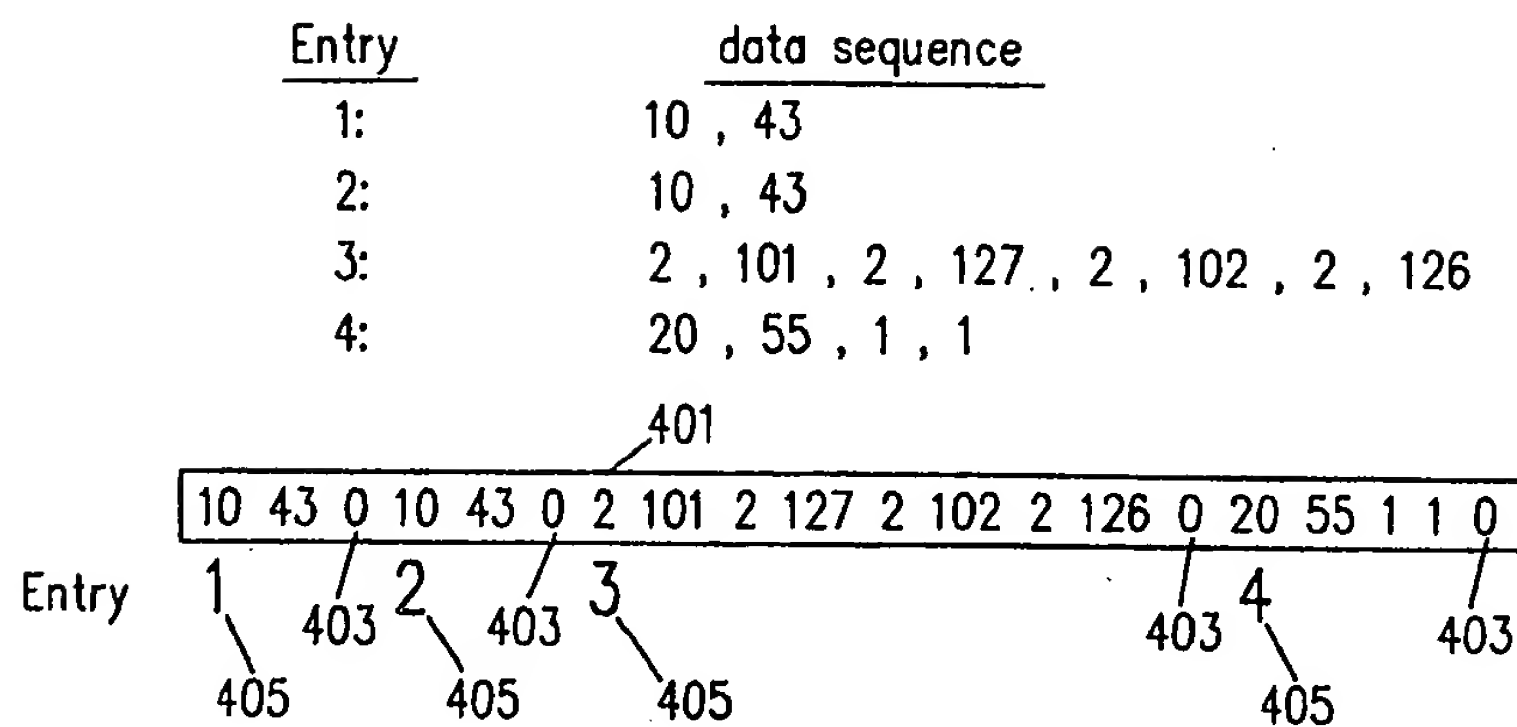 Entry data sequence
1: 10 , 43
2: 10 , 43
3: 2 , 101 , 2 , 127 , 2 , 102 , 2 , 126
4: 20 , 55 , 1 , 1
401
10 43 0 10 43 0 2 101 2 127 2 102 2 126 0 20 55 1 1 0
Entry 1 403 2 403 3 403 4 403
405 405 405 405